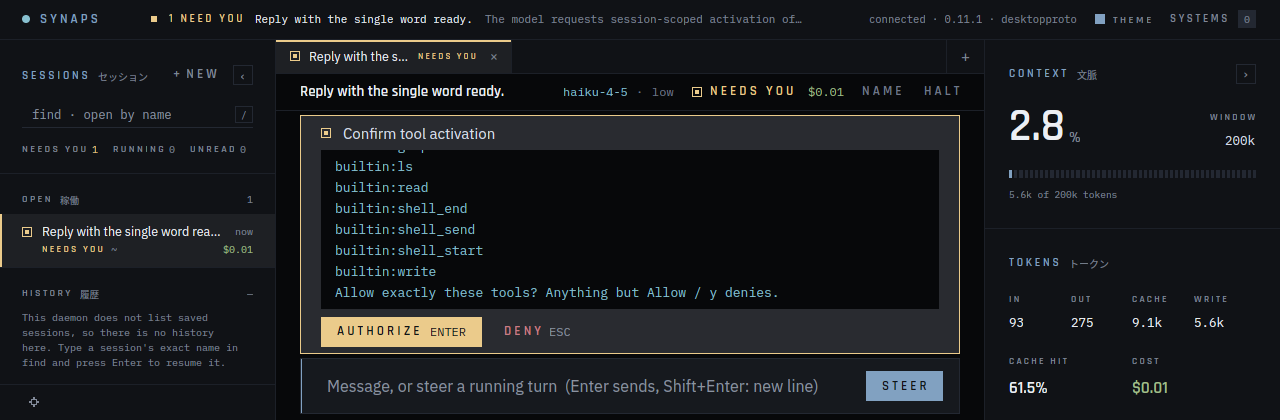 SYNAPS
1 NEED YOU Reply with the single word ready. The model requests session-scoped activation of…
connected · 0.11.1 · desktopproto
THEME
SYSTEMS 0
SESSIONS セッション + NEW ‹
find · open by name /
NEEDS YOU 1 RUNNING 0 UNREAD 0
OPEN 稼働 1
Reply with the single word rea… now
NEEDS YOU ~ $0.01
HISTORY 履歴 —
This daemon does not list saved
sessions, so there is no history
here. Type a session's exact name in
find and press Enter to resume it.
Reply with the s… NEEDS YOU × +
Reply with the single word ready. haiku-4-5 · low NEEDS YOU $0.01 NAME HALT
Confirm tool activation
builtin:ls
builtin:read
builtin:shell_end
builtin:shell_send
builtin:shell_start
builtin:write
Allow exactly these tools? Anything but Allow / y denies.
AUTHORIZE ENTER DENY ESC
Message, or steer a running turn (Enter sends, Shift+Enter: new line) STEER
CONTEXT 文脈 ›
2.8 % WINDOW
200k
5.6k of 200k tokens
TOKENS トークン
IN OUT CACHE WRITE
93 275 9.1k 5.6k
CACHE HIT COST
61.5% $0.01